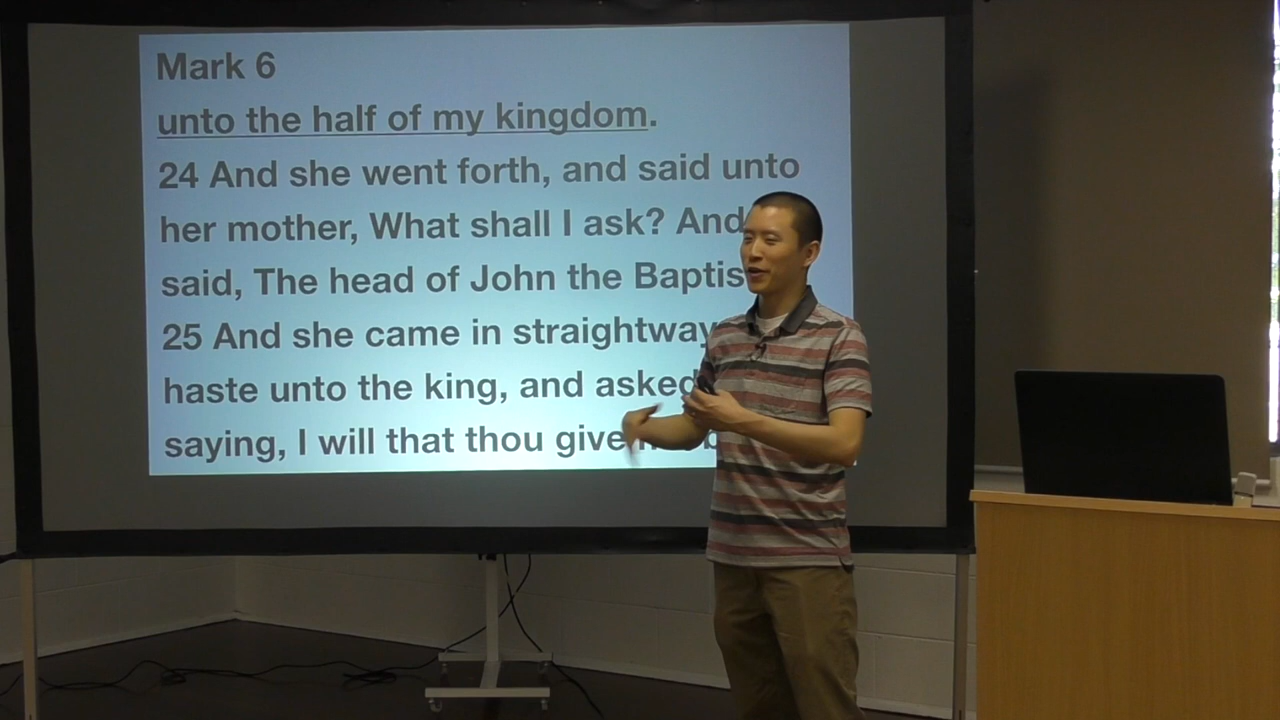 Mark 6
unto the half of my kingdom.
24 And she went forth, and said unto
her mother, What shall I ask? And
said, The head of John the Baptis
25 And she came in straightway
haste unto the king, and asked
saying, I will that thou give